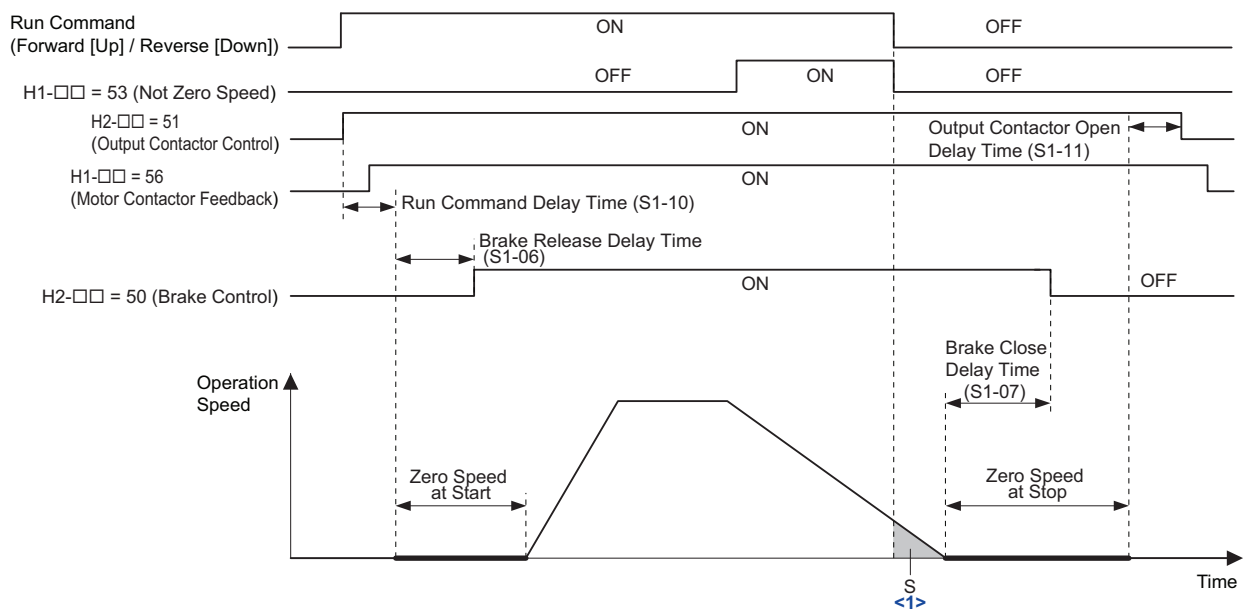 Run Command
(Forward [Up] / Reverse [Down])
ON
OFF
H1-□□ = 53 (Not Zero Speed)
OFF
ON
OFF
H2-□□ = 51
(Output Contactor Control)
ON
Output Contactor Open
Delay Time (S1-11)
H1-□□ = 56
(Motor Contactor Feedback)
ON
Run Command Delay Time (S1-10)
Brake Release Delay Time
(S1-06)
H2-□□ = 50 (Brake Control)
ON
OFF
Brake Close
Delay Time
(S1-07)
Operation
Speed
Zero Speed
at Start
Zero Speed
at Stop
Time
S
<1>